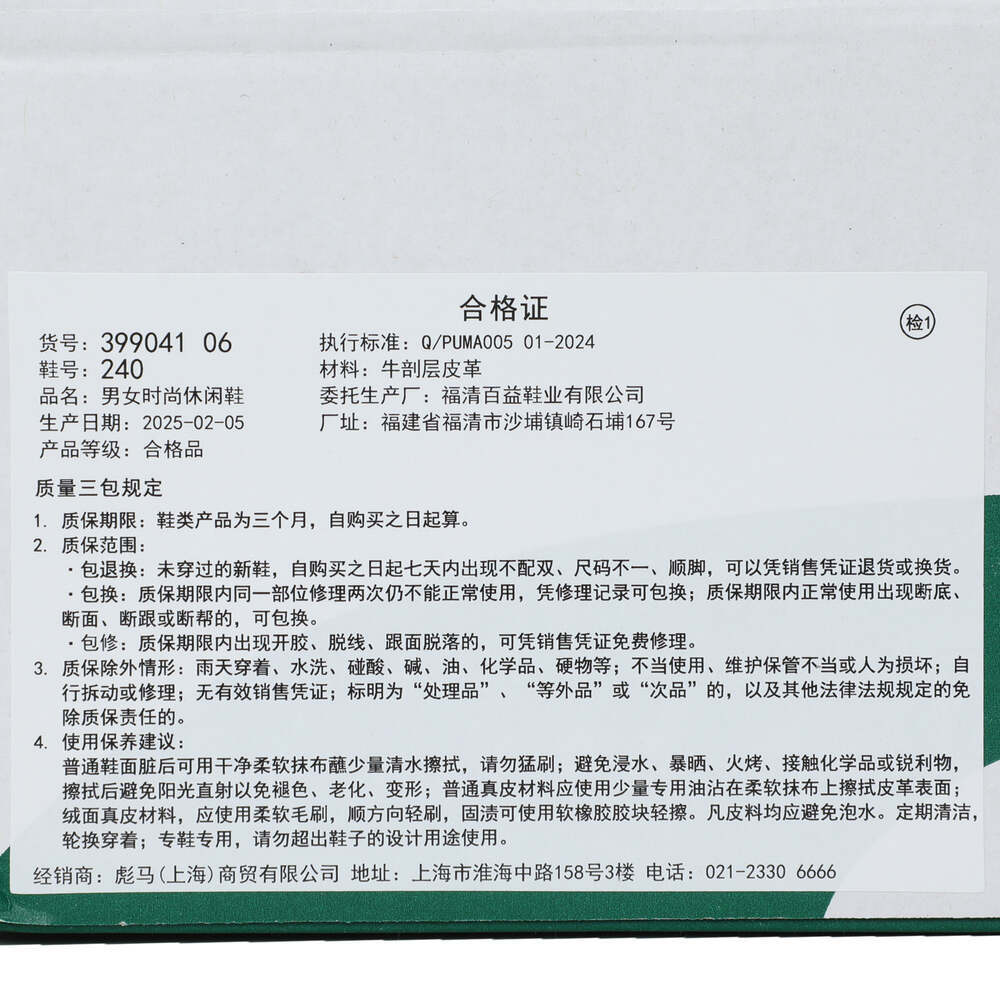 合格证
检1
货号：399041 06
执行标准：Q/PUMA005 01-2024
鞋号：240
材料：牛剖层皮革
品名：男女时尚休闲鞋
委托生产厂：福清百益鞋业有限公司
生产日期：2025-02-05
厂址：福建省福清市沙埔镇崎石埔167号
产品等级：合格品
质量三包规定
1. 质保期限：鞋类产品为三个月，自购买之日起算。
2. 质保范围：
·包退换：未穿过的新鞋，自购买之日起七天内出现不配双、尺码不一、顺脚，可以凭销售凭证退货或换货。
·包换：质保期限内同一部位修理两次仍不能正常使用，凭修理记录可包换；质保期限内正常使用出现断底、
断面、断跟或断帮的，可包换。
·包修：质保期限内出现开胶、脱线、跟面脱落的，可凭销售凭证免费修理。
3. 质保除外情形：雨天穿着、水洗、碰酸、碱、油、化学品、硬物等；不当使用、维护保管不当或人为损坏；自
行拆动或修理；无有效销售凭证；标明为“处理品”、“等外品”或“次品”的，以及其他法律法规规定的免
除质保责任的。
4. 使用保养建议：
普通鞋面脏后可用干净柔软抹布蘸少量清水擦拭，请勿猛刷；避免浸水、暴晒、火烤、接触化学品或锐利物，
擦拭后避免阳光直射以免褪色、老化、变形；普通真皮材料应使用少量专用油沾在柔软抹布上擦拭皮革表面；
绒面真皮材料，应使用柔软毛刷，顺方向轻刷，固渍可使用软橡胶胶块轻擦。凡皮料均应避免泡水。定期清洁，
轮换穿着；专鞋专用，请勿超出鞋子的设计用途使用。
经销商：彪马(上海)商贸有限公司 地址：上海市淮海中路158号3楼 电话：021-2330 6666